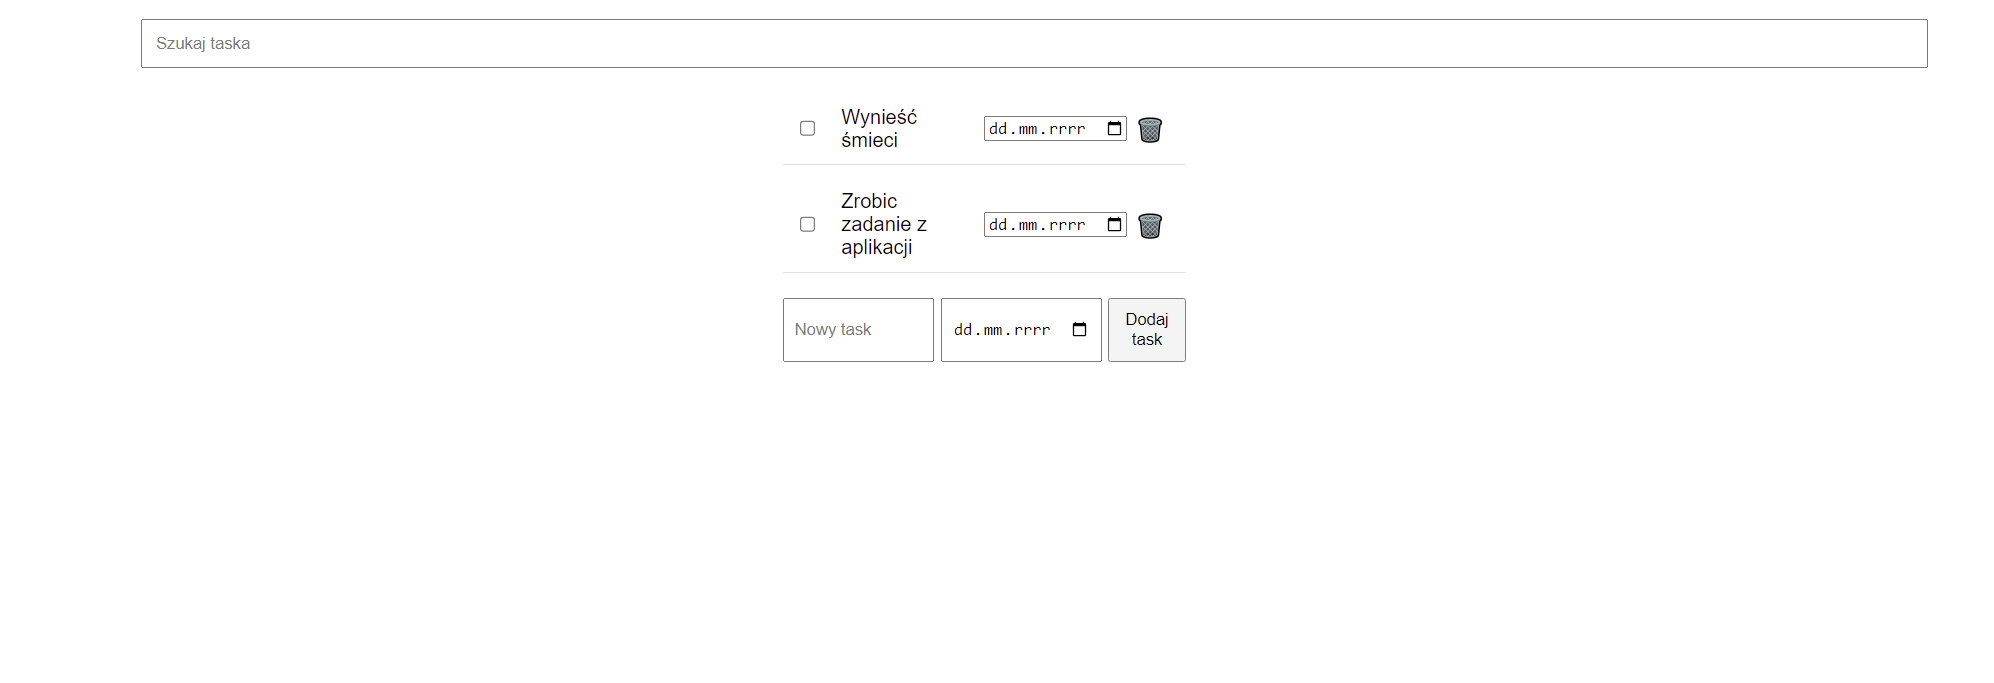 Szukaj taska
Wynieść
śmieci
dd.mm.rrrr
Zrobic
zadanie z
aplikacji
dd.mm.rrrr
Nowy task
dd.mm.rrrr
Dodaj
task